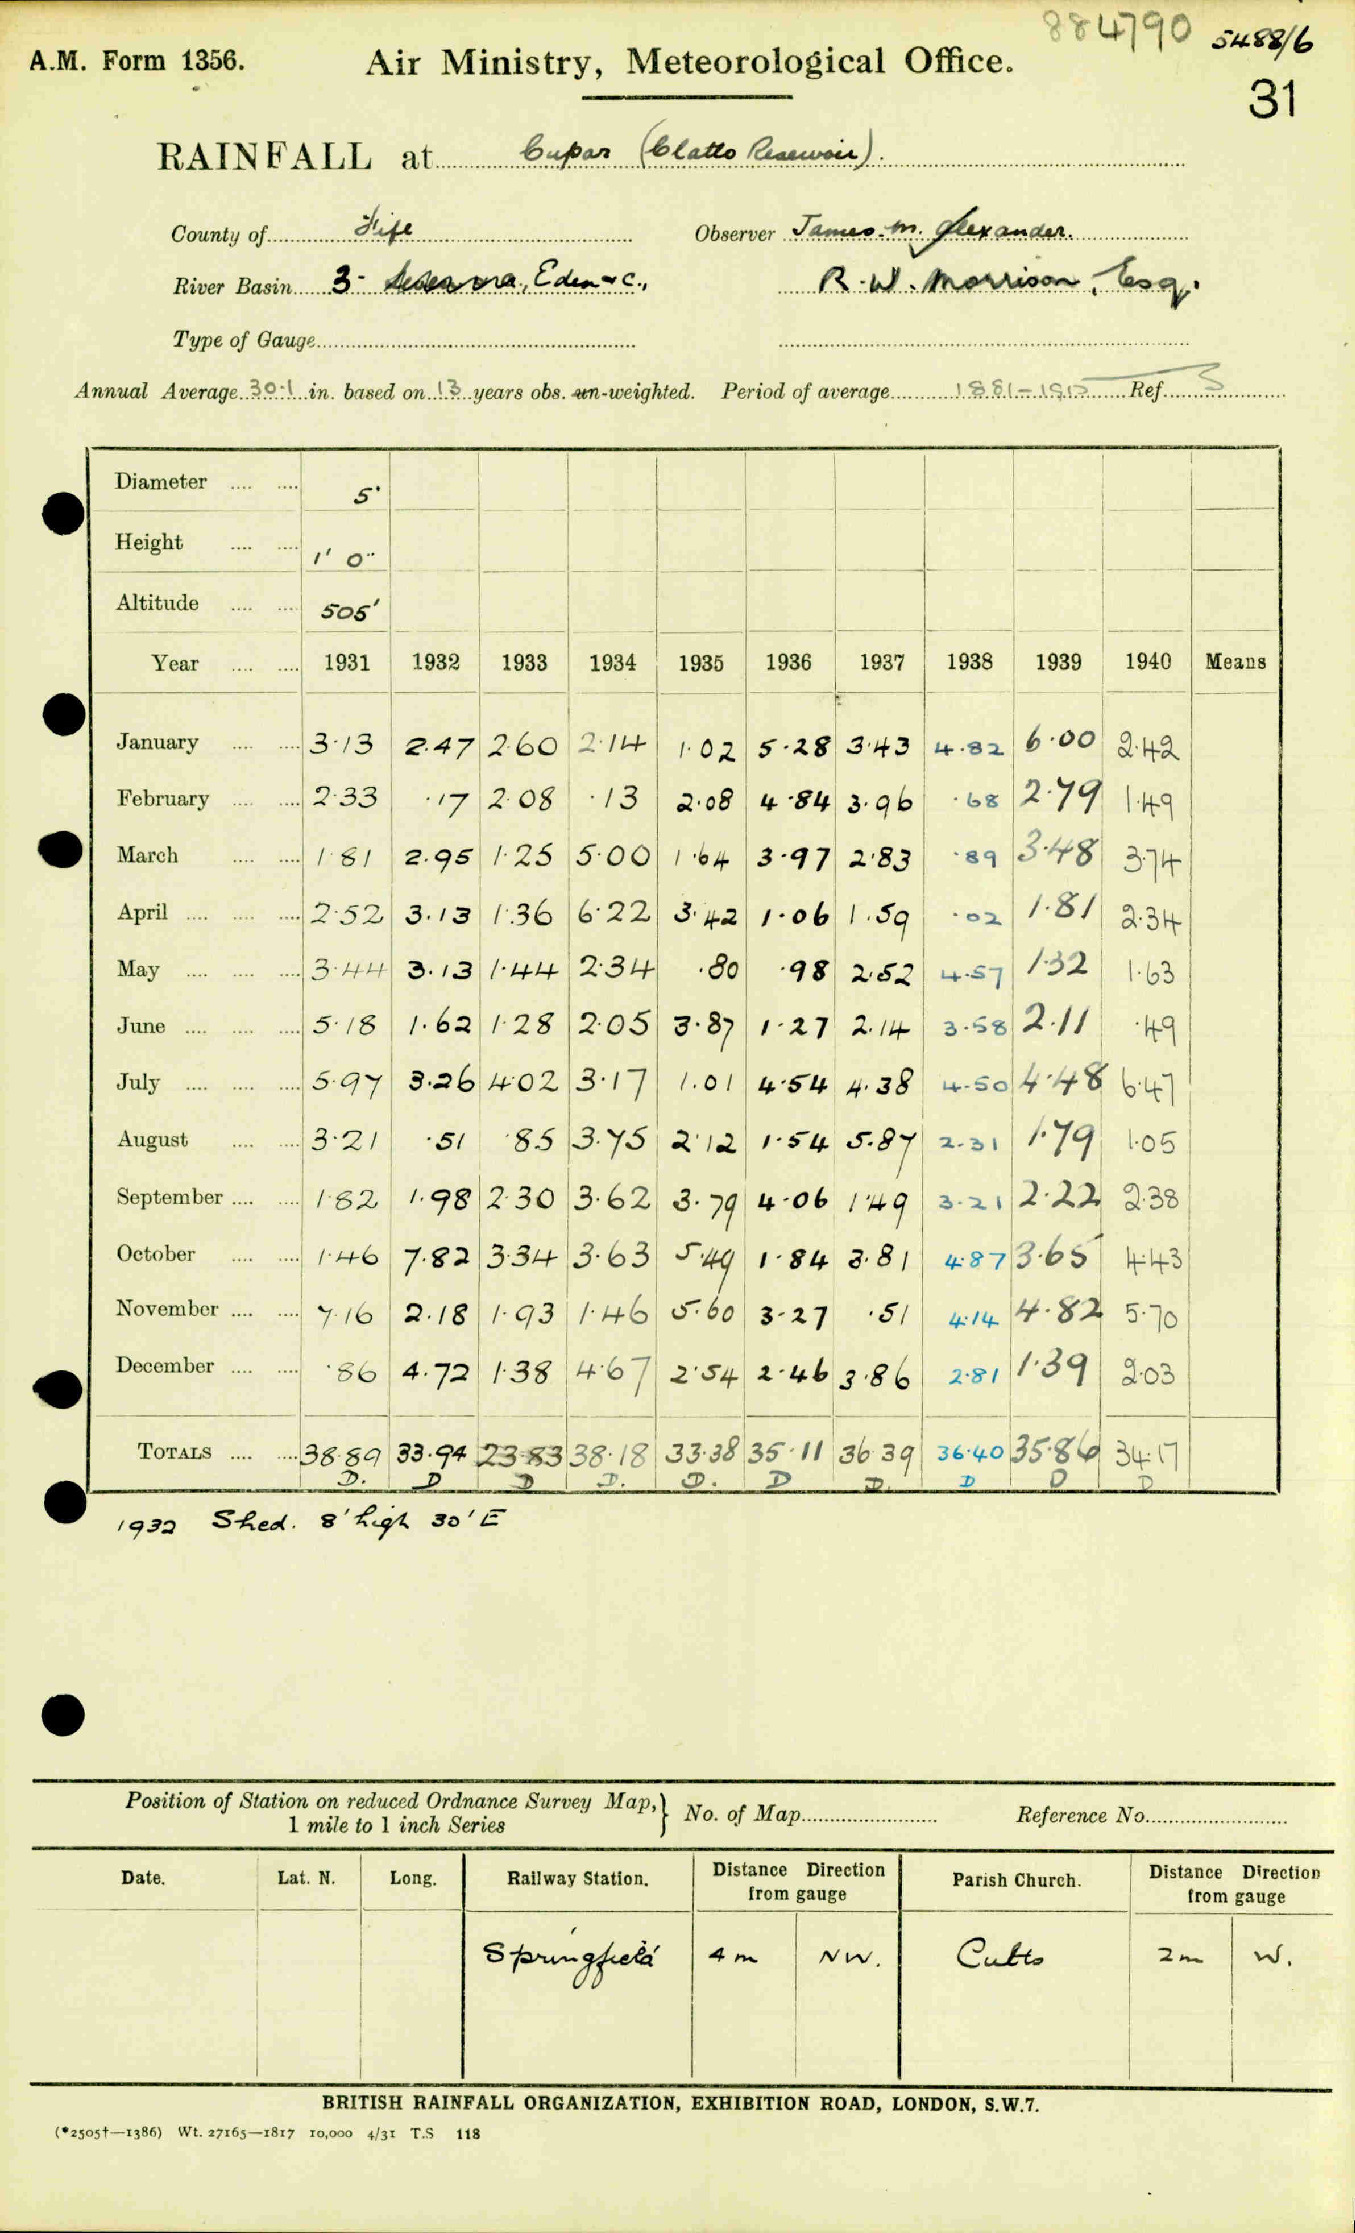 884790 5488/6
A.M. Form 1356. Air Ministry, Meteorological Office.
31
RAINFALL at Cupar (Clatto Reservoir).
County of Fife Observer James. M. Alexander.
River Basin 3- Eden & c., R. W. Morrison, Esq.
Type of Gauge
Annual Average 30·1 in. based on 13 years obs. un-weighted. Period of average 1881-1915 Ref. S
Diameter 5"
Height 1' 0"
Altitude 505'
Year 1931 1932 1933 1934 1935 1936 1937 1938 1939 1940 Means
January 3·13 2·47 2·60 2·14 1·02 5·28 3·43 4·82 6·00 2·42
February 2·33 ·17 2·08 ·13 2·08 4·84 3·96 ·68 2·79 1·49
March 1·81 2·95 1·25 5·00 1·64 3·97 2·83 ·89 3·48 3·74
April 2·52 3·13 1·36 6·22 3·42 1·06 1·59 ·02 1·81 2·34
May 3·44 3·13 1·44 2·34 ·80 ·98 2·52 4·57 1·32 1·63
June 5·18 1·62 1·28 2·05 3·87 1·27 2·14 3·58 2·11 ·49
July 5·97 3·26 4·02 3·17 1·01 4·54 4·38 4·50 4·48 6·47
August 3·21 ·51 ·85 3·75 2·12 1·54 5·87 2·31 1·79 1·05
September 1·82 1·98 2·30 3·62 3·79 4·06 1·49 3·21 2·22 2·38
October 1·46 7·82 3·34 3·63 5·49 1·84 3·81 4·87 3·65 4·43
November 7·16 2·18 1·93 1·46 5·60 3·27 ·51 4·14 4·82 5·70
December ·86 4·72 1·38 4·67 2·54 2·46 3·86 2·81 1·39 2·03
TOTALS 38·89 33·94 23·83 38·18 33·38 35·11 36·39 36·40 35·86 34·17
D. D D D. D. D D. D D D
1932 Shed. 8' high 30' E
Position of Station on reduced Ordnance Survey Map,} No. of Map Reference No.
1 mile to 1 inch Series
Date. Lat. N. Long. Railway Station. Distance Direction from gauge Parish Church. Distance Direction from gauge
Springfield 4 m NW. Cults 2m W.
BRITISH RAINFALL ORGANIZATION, EXHIBITION ROAD, LONDON, S.W.7.
(*2505†—1386) Wt. 27165—1817 10,000 4/31 T.S 118